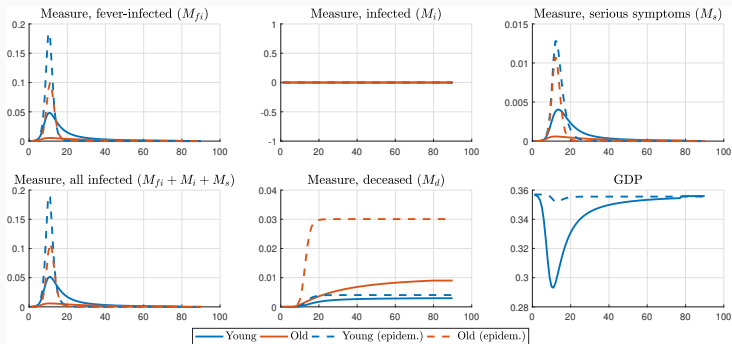 Measure, fever-infected (M_fi)
0.2
0.15
0.1
0.05
0
0 20 40 60 80 100
Measure, infected (M_i)
1
0.5
0
-0.5
-1
0 20 40 60 80 100
Measure, serious symptoms (M_s)
0.015
0.01
0.005
0
0 20 40 60 80 100
Measure, all infected (M_fi + M_i + M_s)
0.2
0.15
0.1
0.05
0
0 20 40 60 80 100
Measure, deceased (M_d)
0.04
0.03
0.02
0.01
0
0 20 40 60 80 100
GDP
0.36
0.34
0.32
0.3
0.28
0 20 40 60 80 100
Young Old Young (epidem.) Old (epidem.)